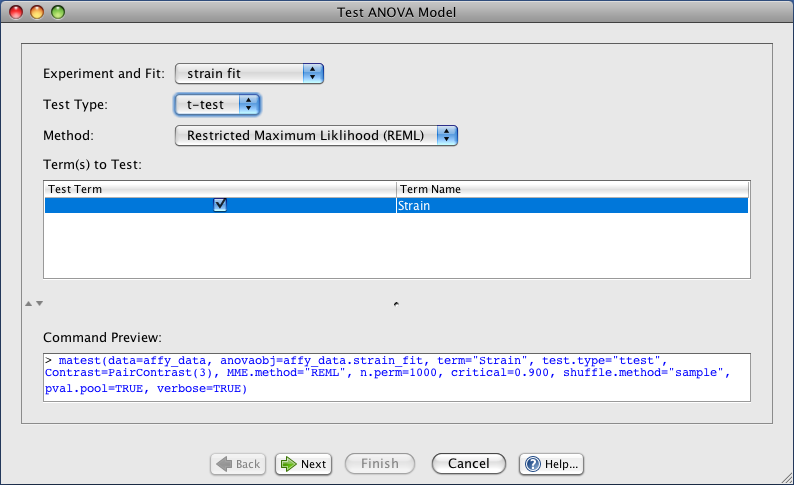 Test ANOVA Model
Experiment and Fit: strain fit
Test Type: t-test
Method: Restricted Maximum Liklihood (REML)
Term(s) to Test:
Test Term Term Name
Strain
Command Preview:
> matest(data=affy_data, anovaobj=affy_data.strain_fit, term="Strain", test.type="ttest",
Contrast=PairContrast(3), MME.method="REML", n.perm=1000, critical=0.900, shuffle.method="sample",
pval.pool=TRUE, verbose=TRUE)
Back Next Finish Cancel Help...